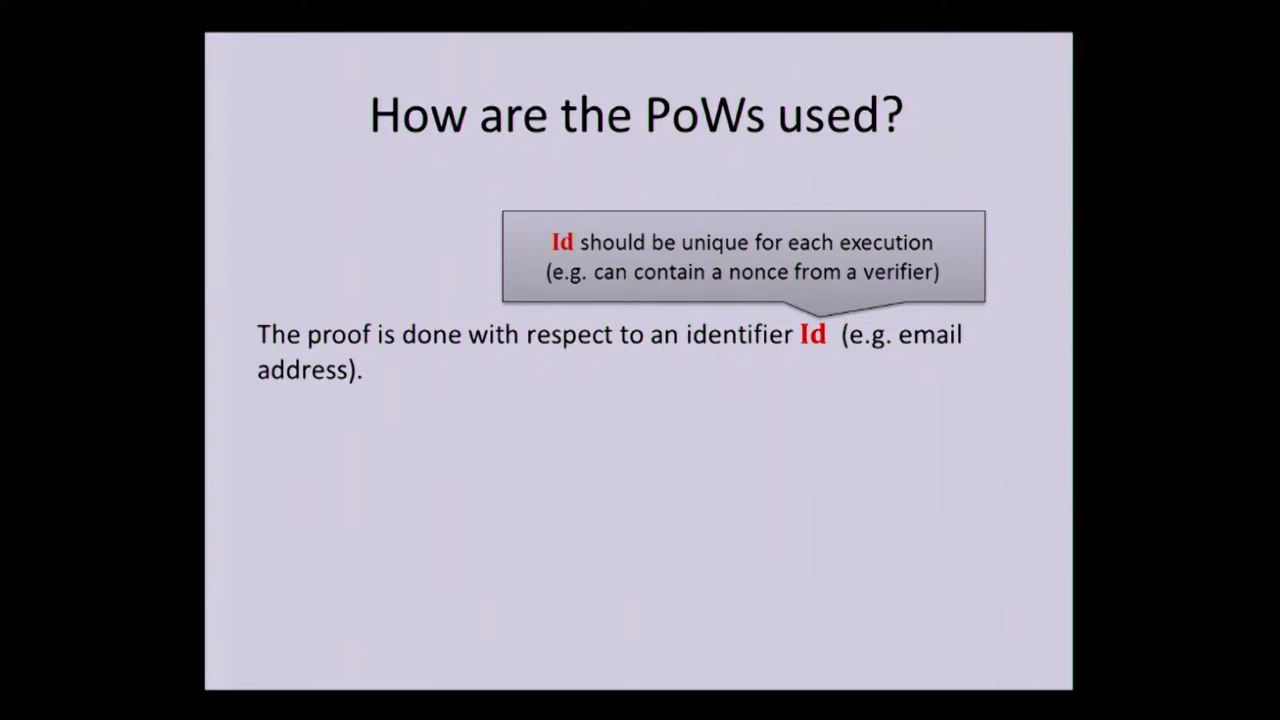 How are the PoWs used?
Id should be unique for each execution
(e.g. can contain a nonce from a verifier)
The proof is done with respect to an identifier Id (e.g. email
address).